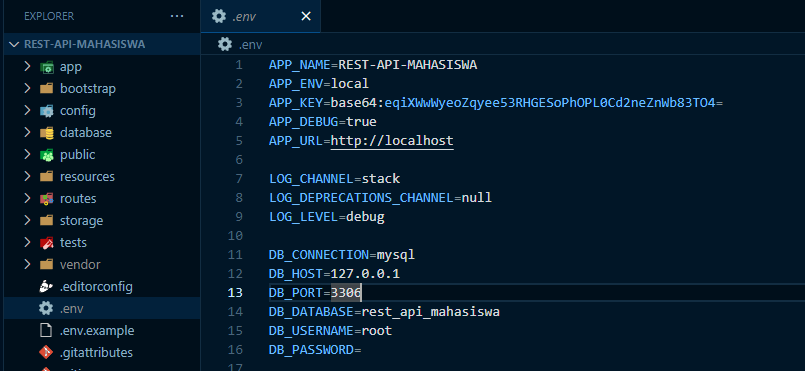 EXPLORER
REST-API-MAHASISWA
app
bootstrap
config
database
public
resources
routes
storage
tests
vendor
.editorconfig
.env
.env.example
.gitattributes
.env
.env
1 APP_NAME=REST-API-MAHASISWA
2 APP_ENV=local
3 APP_KEY=base64:eqiXWwWyeoZqyee53RHGESoPhOPL0Cd2neZnWb83TO4=
4 APP_DEBUG=true
5 APP_URL=http://localhost
6
7 LOG_CHANNEL=stack
8 LOG_DEPRECATIONS_CHANNEL=null
9 LOG_LEVEL=debug
10
11 DB_CONNECTION=mysql
12 DB_HOST=127.0.0.1
13 DB_PORT=3306
14 DB_DATABASE=rest_api_mahasiswa
15 DB_USERNAME=root
16 DB_PASSWORD=
17